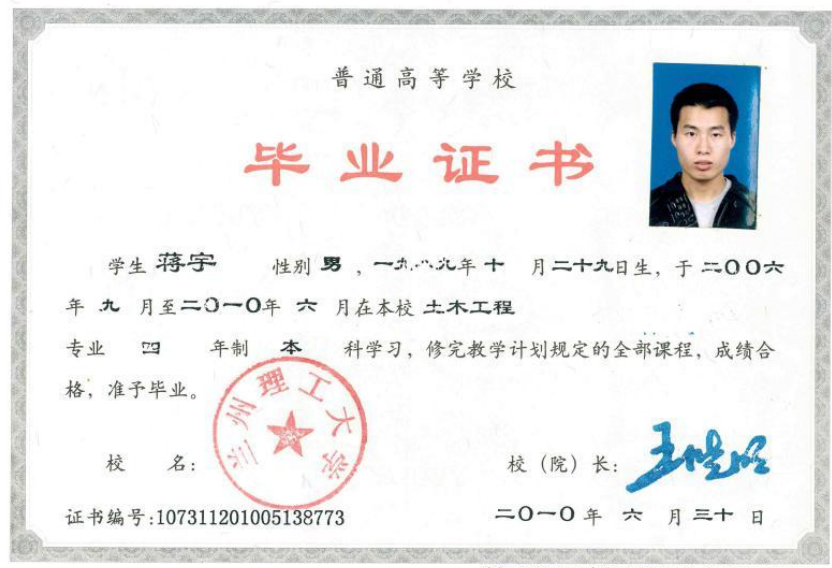 普通高等学校
毕业证书
学生 蒋宇 性别 男 ，一九八九年 十 月二十九日生，于 二00六
年 九 月至二0一0年 六 月在本校 土木工程
专业 四 年制 本 科学习，修完教学计划规定的全部课程，成绩合
格，准予毕业。
兰州理工大学
校 名： 校（院）长：
证书编号:107311201005138773 二0一0 年 六 月 三十 日